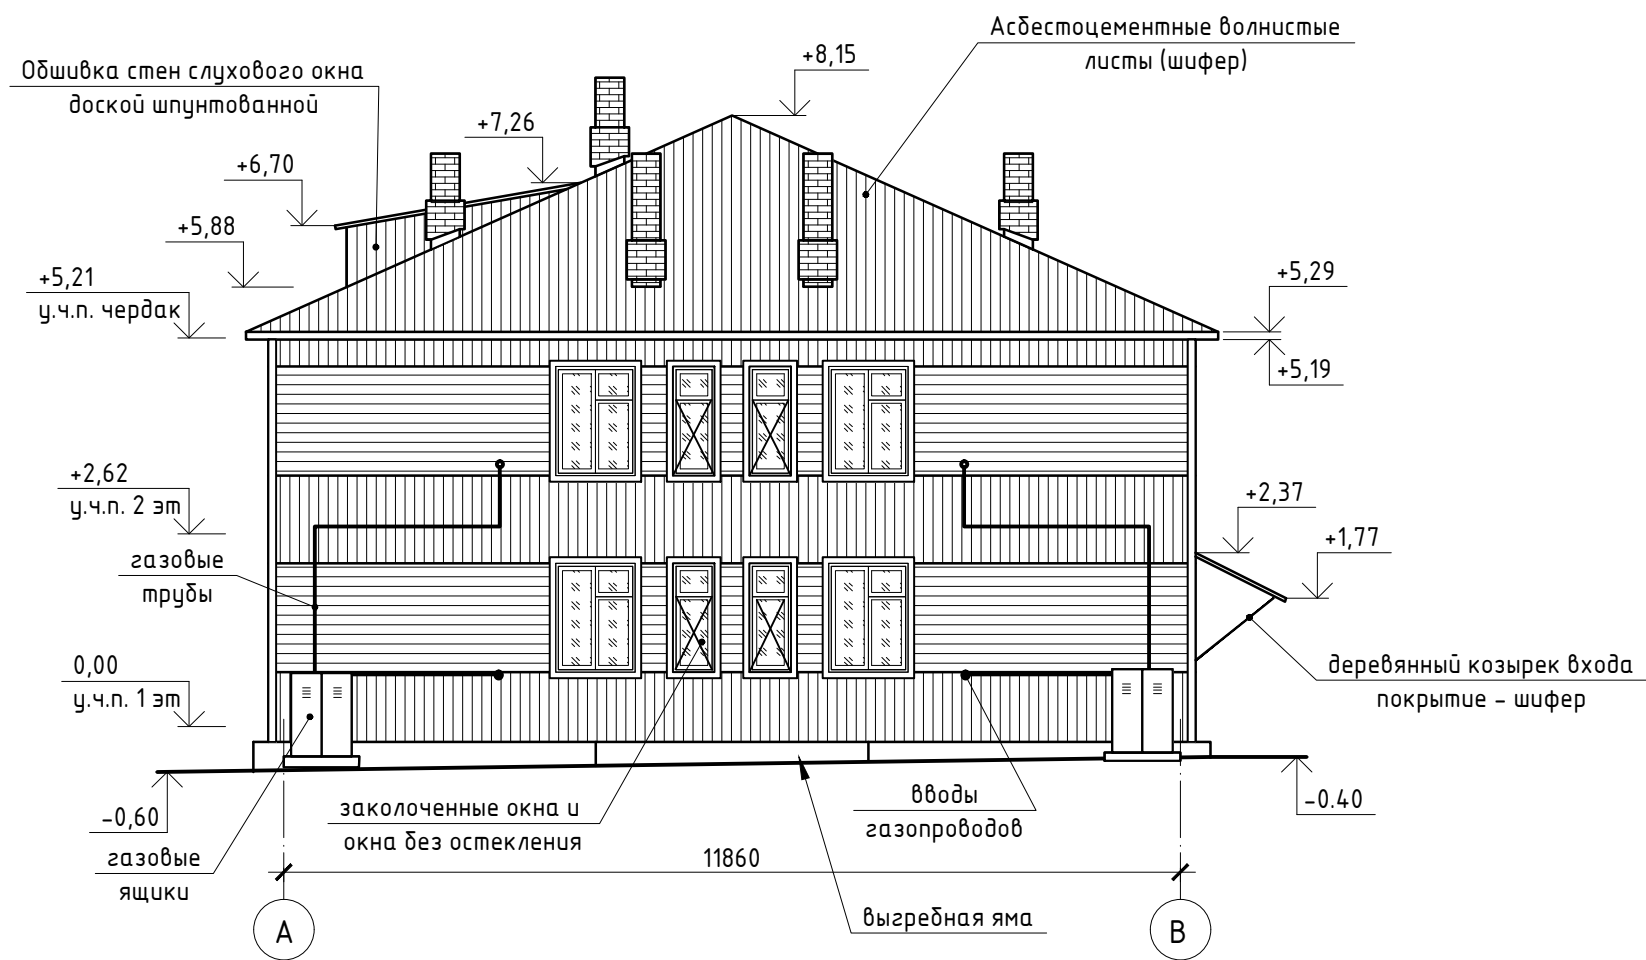 Асбестоцементные волнистые
листы (шифер)
+8,15
Обшивка стен слухового окна
доской шпунтованной
+7,26
+6,70
+5,88
+5,21
у.ч.п. чердак
+5,29
+5,19
+2,62
у.ч.п. 2 эт
+2,37
+1,77
газовые
трубы
0,00
у.ч.п. 1 эт
деревянный козырек входа
покрытие – шифер
-0,60
-0.40
заколоченные окна и
окна без остекления
вводы
газопроводов
газовые
ящики
11860
выгребная яма
А
В